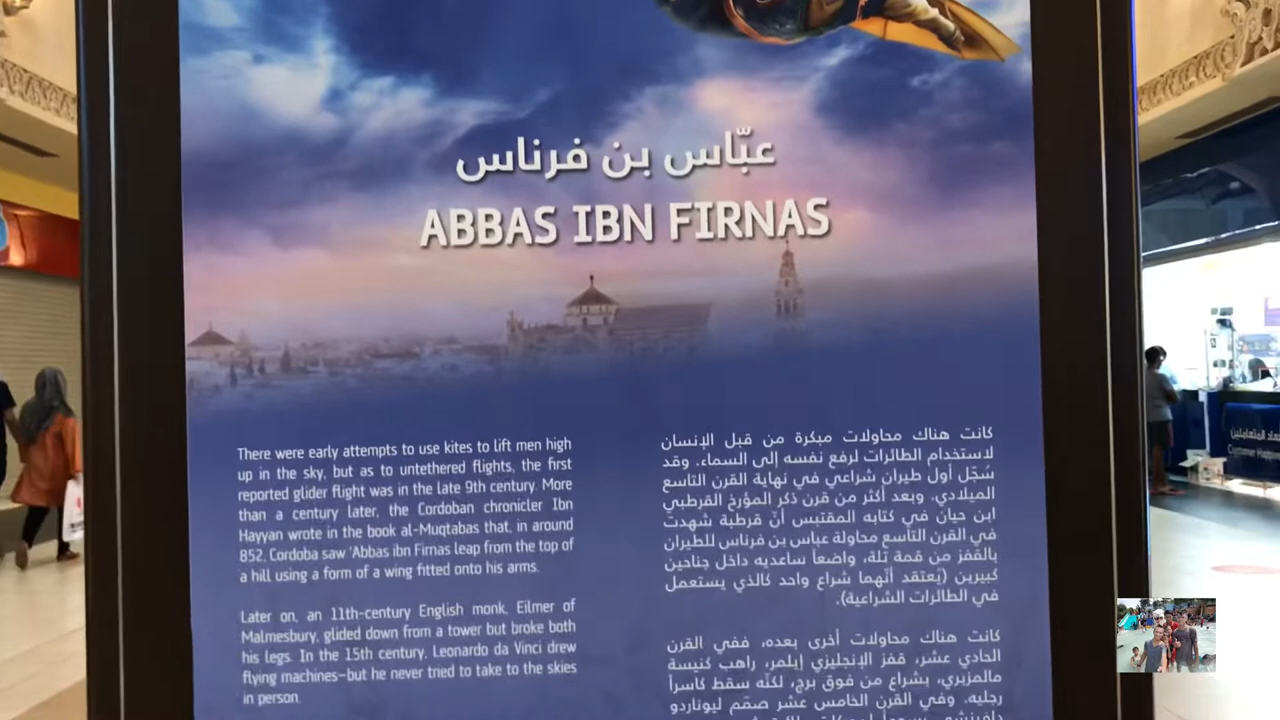 عبّاس بن فرناس
ABBAS IBN FIRNAS
There were early attempts to use kites to lift men high
up in the sky, but as to untethered flights, the first
reported glider flight was in the late 9th century. More
than a century later, the Cordoban chronicler Ibn
Hayyan wrote in the book al-Muqtabas that, in around
852, Cordoba saw 'Abbas ibn Firnas leap from the top of
a hill using a form of a wing fitted onto his arms.
Later on, an 11th-century English monk, Eilmer of
Malmesbury, glided down from a tower but broke both
his legs. In the 15th century, Leonardo da Vinci drew
flying machines–but he never tried to take to the skies
in person.
كانت هناك محاولات مبكرة من قبل الإنسان
لاستخدام الطائرات لرفع نفسه إلى السماء. وقد
سُجّل أول طيران شراعي في نهاية القرن التاسع
الميلادي. وبعد أكثر من قرن ذكر المؤرخ القرطبي
ابن حيان في كتابه المقتبس أنّ قرطبة شهدت
في القرن التاسع محاولة عباس بن فرناس للطيران
بالقفز من قمة تلة، واضعاً ساعديه داخل جناحين
كبيرين (يُعتقد أنّهما شراع واحد كالذي يستعمل
في الطائرات الشراعية).
كانت هناك محاولات أخرى بعده، ففي القرن
الحادي عشر، قفز الإنجليزي إيلمر، راهب كنيسة
مالمزبري، بشراع من فوق برج، لكنّه سقط كاسراً
رجليه. وفي القرن الخامس عشر صمّم ليوناردو
المتعاملين
Customer